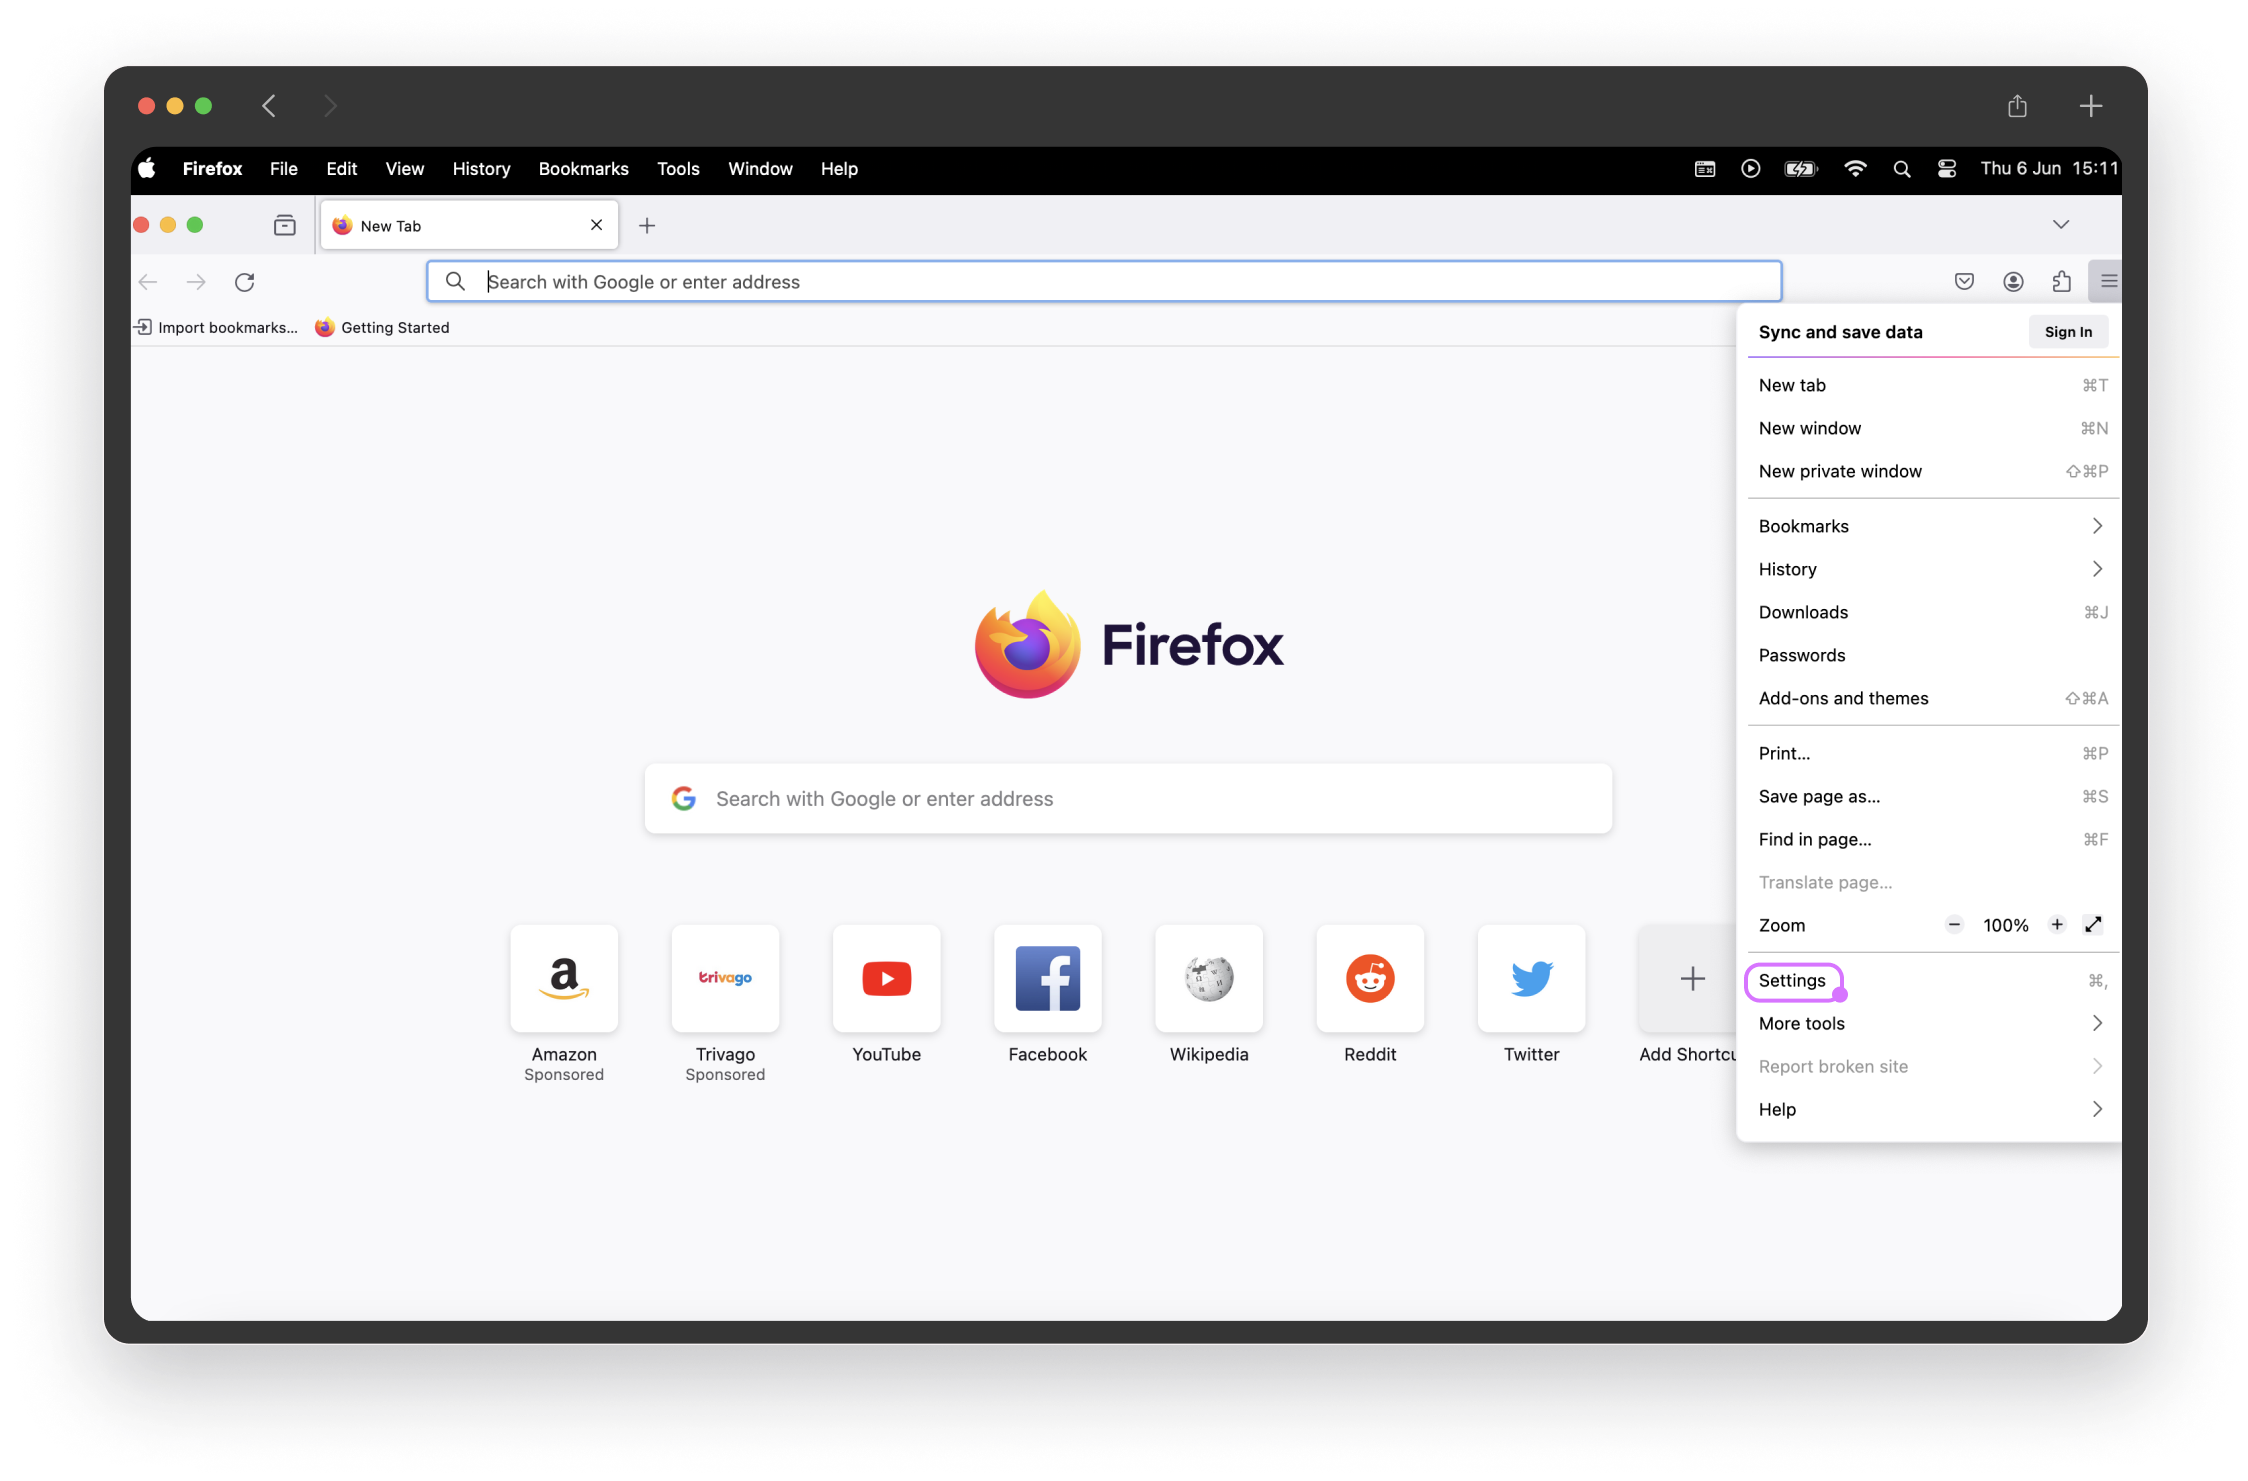 Firefox File Edit View History Bookmarks Tools Window Help Thu 6 Jun 15:11
New Tab
Search with Google or enter address
Import bookmarks... Getting Started
Sync and save data Sign In
New tab ⌘T
New window ⌘N
New private window ⇧⌘P
Bookmarks
History
Downloads ⌘J
Passwords
Add-ons and themes ⇧⌘A
Print... ⌘P
Save page as... ⌘S
Find in page... ⌘F
Translate page...
Zoom − 100% +
Settings ⌘,
More tools
Report broken site
Help
Firefox
Search with Google or enter address
a
trivago
Amazon
Sponsored
Trivago
Sponsored
YouTube
Facebook
Wikipedia
Reddit
Twitter
Add Shortcu